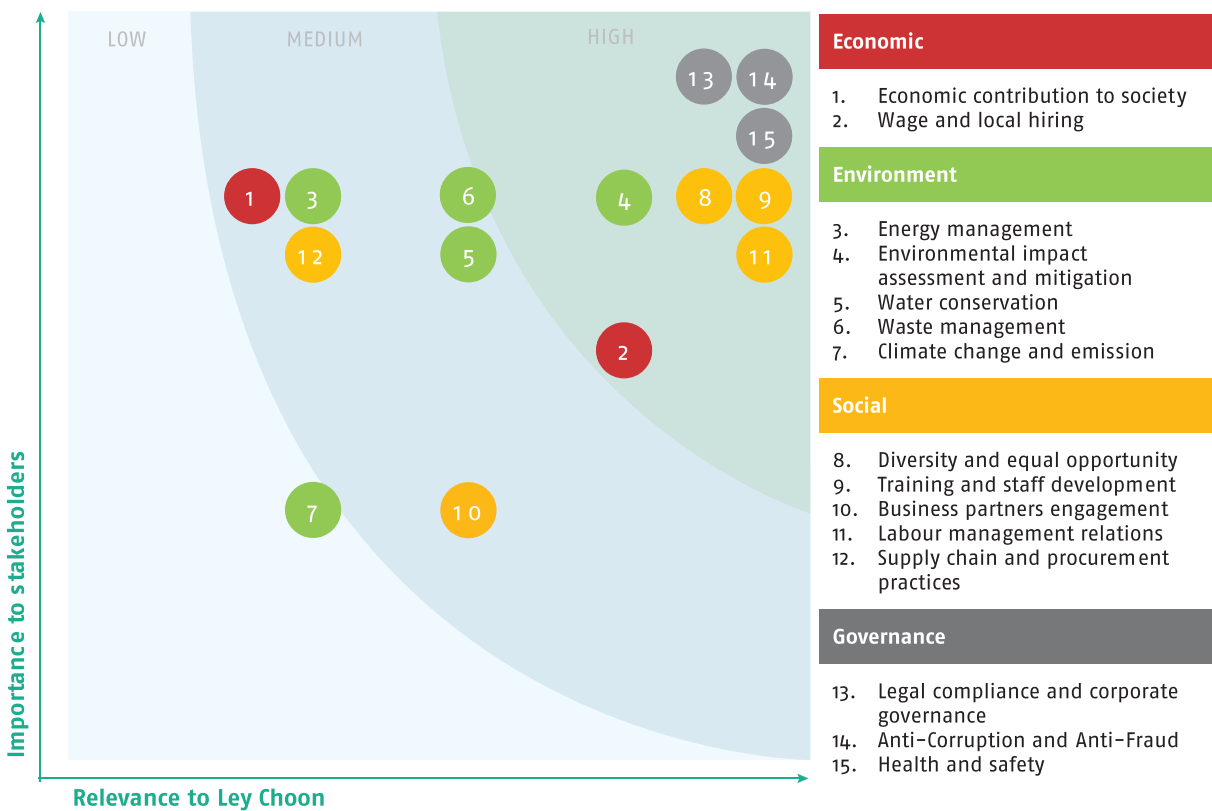 LOW
MEDIUM
HIGH
13
14
15
1
3
6
4
8
9
12
5
11
2
7
10
Importance to stakeholders
Relevance to Ley Choon
Economic
1. Economic contribution to society
2. Wage and local hiring
Environment
3. Energy management
4. Environmental impact
assessment and mitigation
5. Water conservation
6. Waste management
7. Climate change and emission
Social
8. Diversity and equal opportunity
9. Training and staff development
10. Business partners engagement
11. Labour management relations
12. Supply chain and procurement
practices
Governance
13. Legal compliance and corporate
governance
14. Anti-Corruption and Anti-Fraud
15. Health and safety